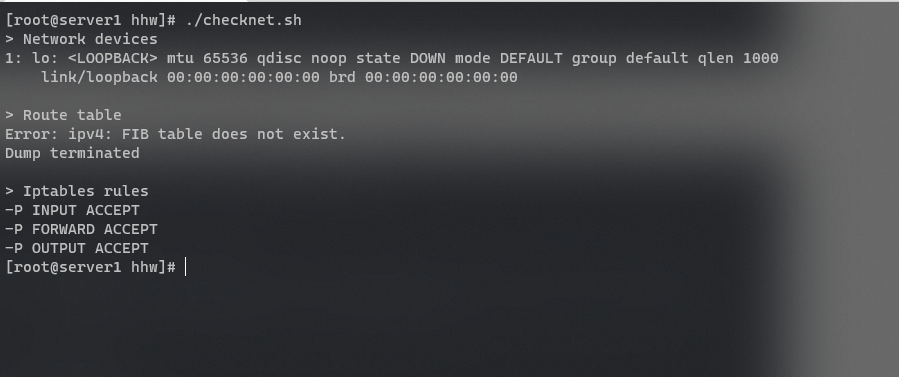 [root@server1 hhw]# ./checknet.sh
> Network devices
1: lo: <LOOPBACK> mtu 65536 qdisc noop state DOWN mode DEFAULT group default qlen 1000
    link/loopback 00:00:00:00:00:00 brd 00:00:00:00:00:00

> Route table
Error: ipv4: FIB table does not exist.
Dump terminated

> Iptables rules
-P INPUT ACCEPT
-P FORWARD ACCEPT
-P OUTPUT ACCEPT
[root@server1 hhw]#